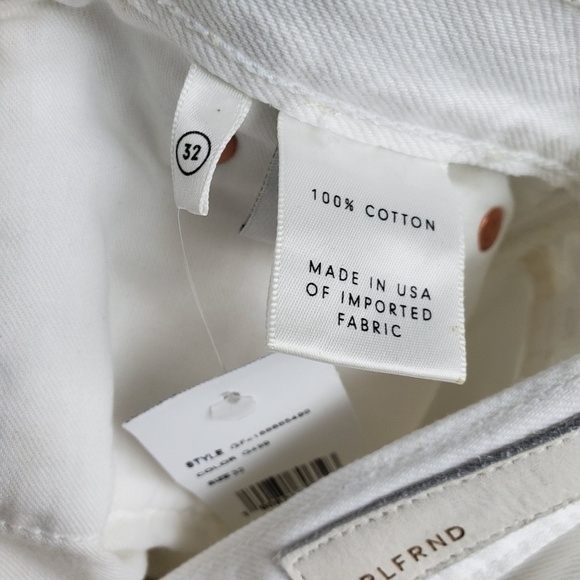 32
100% COTTON
MADE IN USA
OF IMPORTED
FABRIC
STYLE
COLOR
SIZE 32
RLFRND